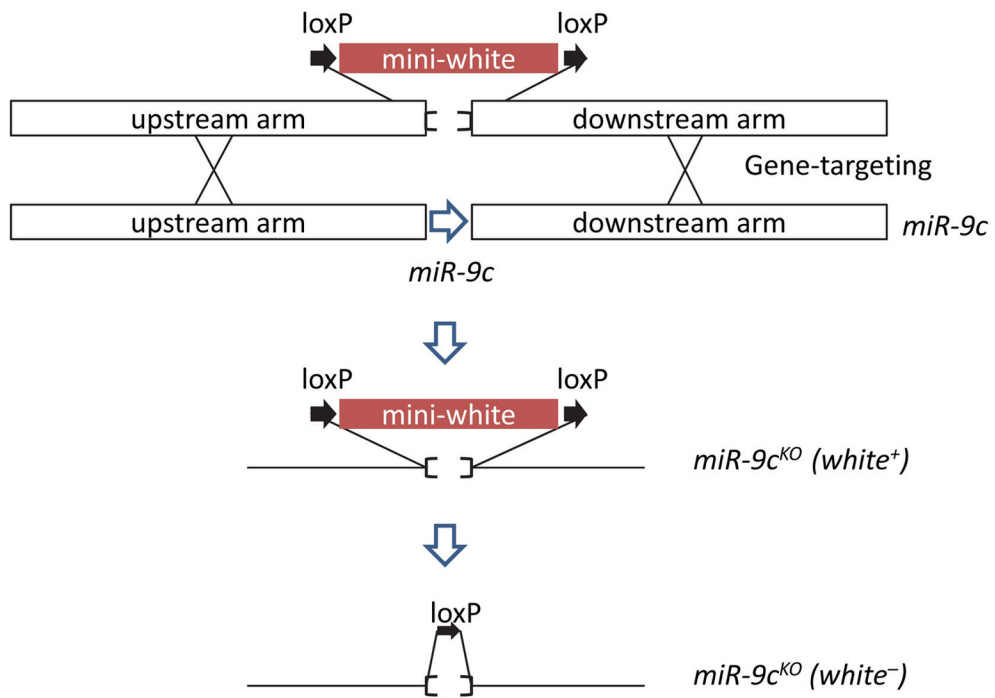 loxP loxP
mini-white
upstream arm downstream arm
Gene-targeting
upstream arm downstream arm miR-9c
miR-9c
loxP loxP
mini-white
miR-9cᴷᴼ (white⁺)
loxP
miR-9cᴷᴼ (white⁻)